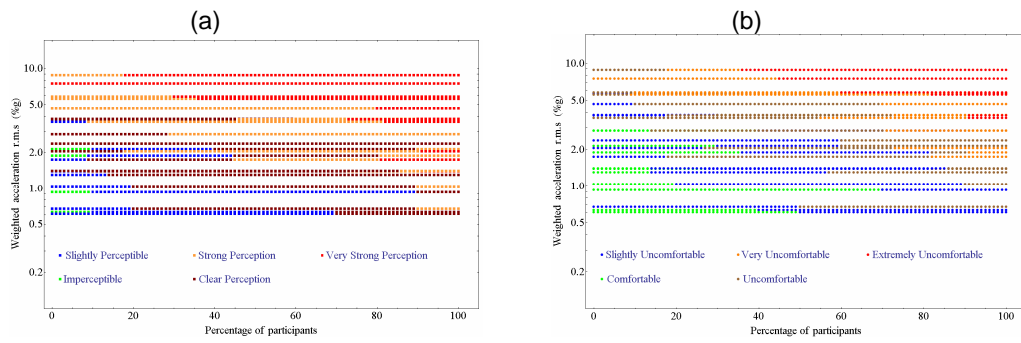 (a)
Weighted acceleration r.m.s (%g)
10.0
5.0
2.0
1.0
0.5
0.2
Slightly Perceptible Strong Perception Very Strong Perception
Imperceptible Clear Perception
0 20 40 60 80 100
Percentage of participants
(b)
Weighted acceleration r.m.s (%g)
10.0
5.0
2.0
1.0
0.5
0.2
Slightly Uncomfortable Very Uncomfortable Extremely Uncomfortable
Comfortable Uncomfortable
0 20 40 60 80 100
Percentage of participants